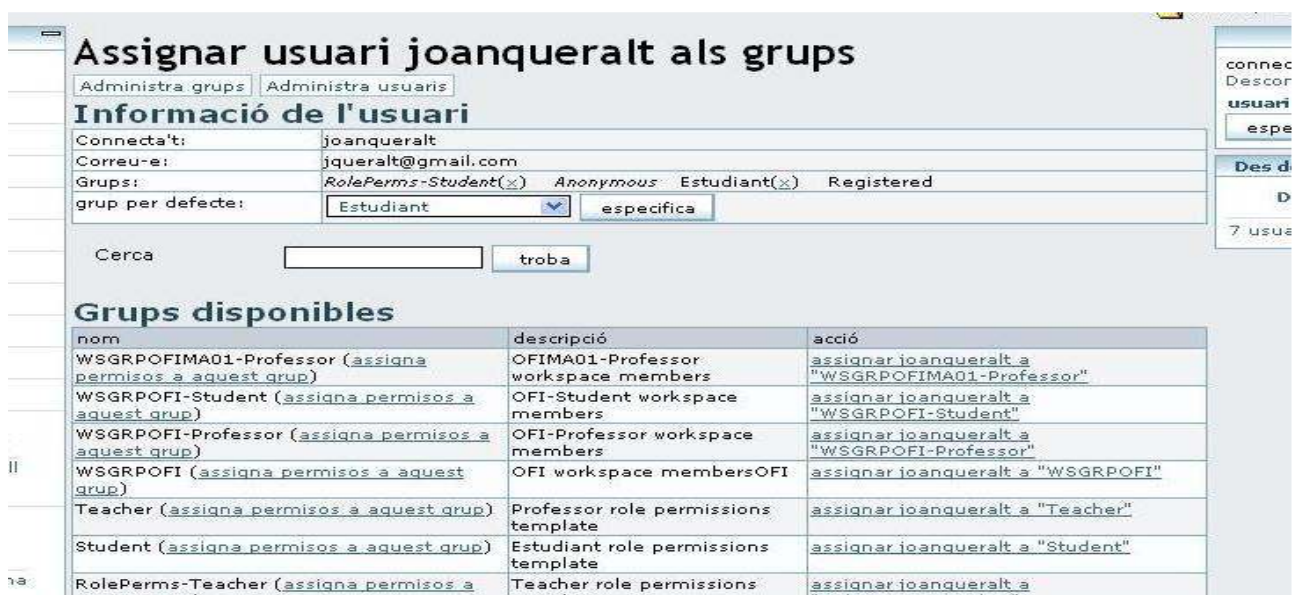 Assignar usuari joanqueralt als grups
Administra grups Administra usuaris
Informació de l'usuari
Connecta't: joanqueralt
Correu-e: jqueralt@gmail.com
Grups: RolePerms-Student(x) Anonymous Estudiant(x) Registered
grup per defecte: Estudiant especifica
Cerca troba
Grups disponibles
nom descripció acció
WSGRPOFIMA01-Professor (assigna OFIMA01-Professor assignar joanqueralt a
permisos a aquest grup) workspace members "WSGRPOFIMA01-Professor"
WSGRPOFI-Student (assigna permisos a OFI-Student workspace assignar joanqueralt a
aquest grup) members "WSGRPOFI-Student"
WSGRPOFI-Professor (assigna permisos a OFI-Professor workspace assignar joanqueralt a
aquest grup) members "WSGRPOFI-Professor"
WSGRPOFI (assigna permisos a aquest OFI workspace membersOFI assignar joanqueralt a "WSGRPOFI"
grup)
Teacher (assigna permisos a aquest grup) Professor role permissions assignar joanqueralt a "Teacher"
template
Student (assigna permisos a aquest grup) Estudiant role permissions assignar joanqueralt a "Student"
template
RolePerms-Teacher (assigna permisos a Teacher role permissions assignar joanqueralt a
connec
Descor
usuari
espe
Des d
D
7 usua